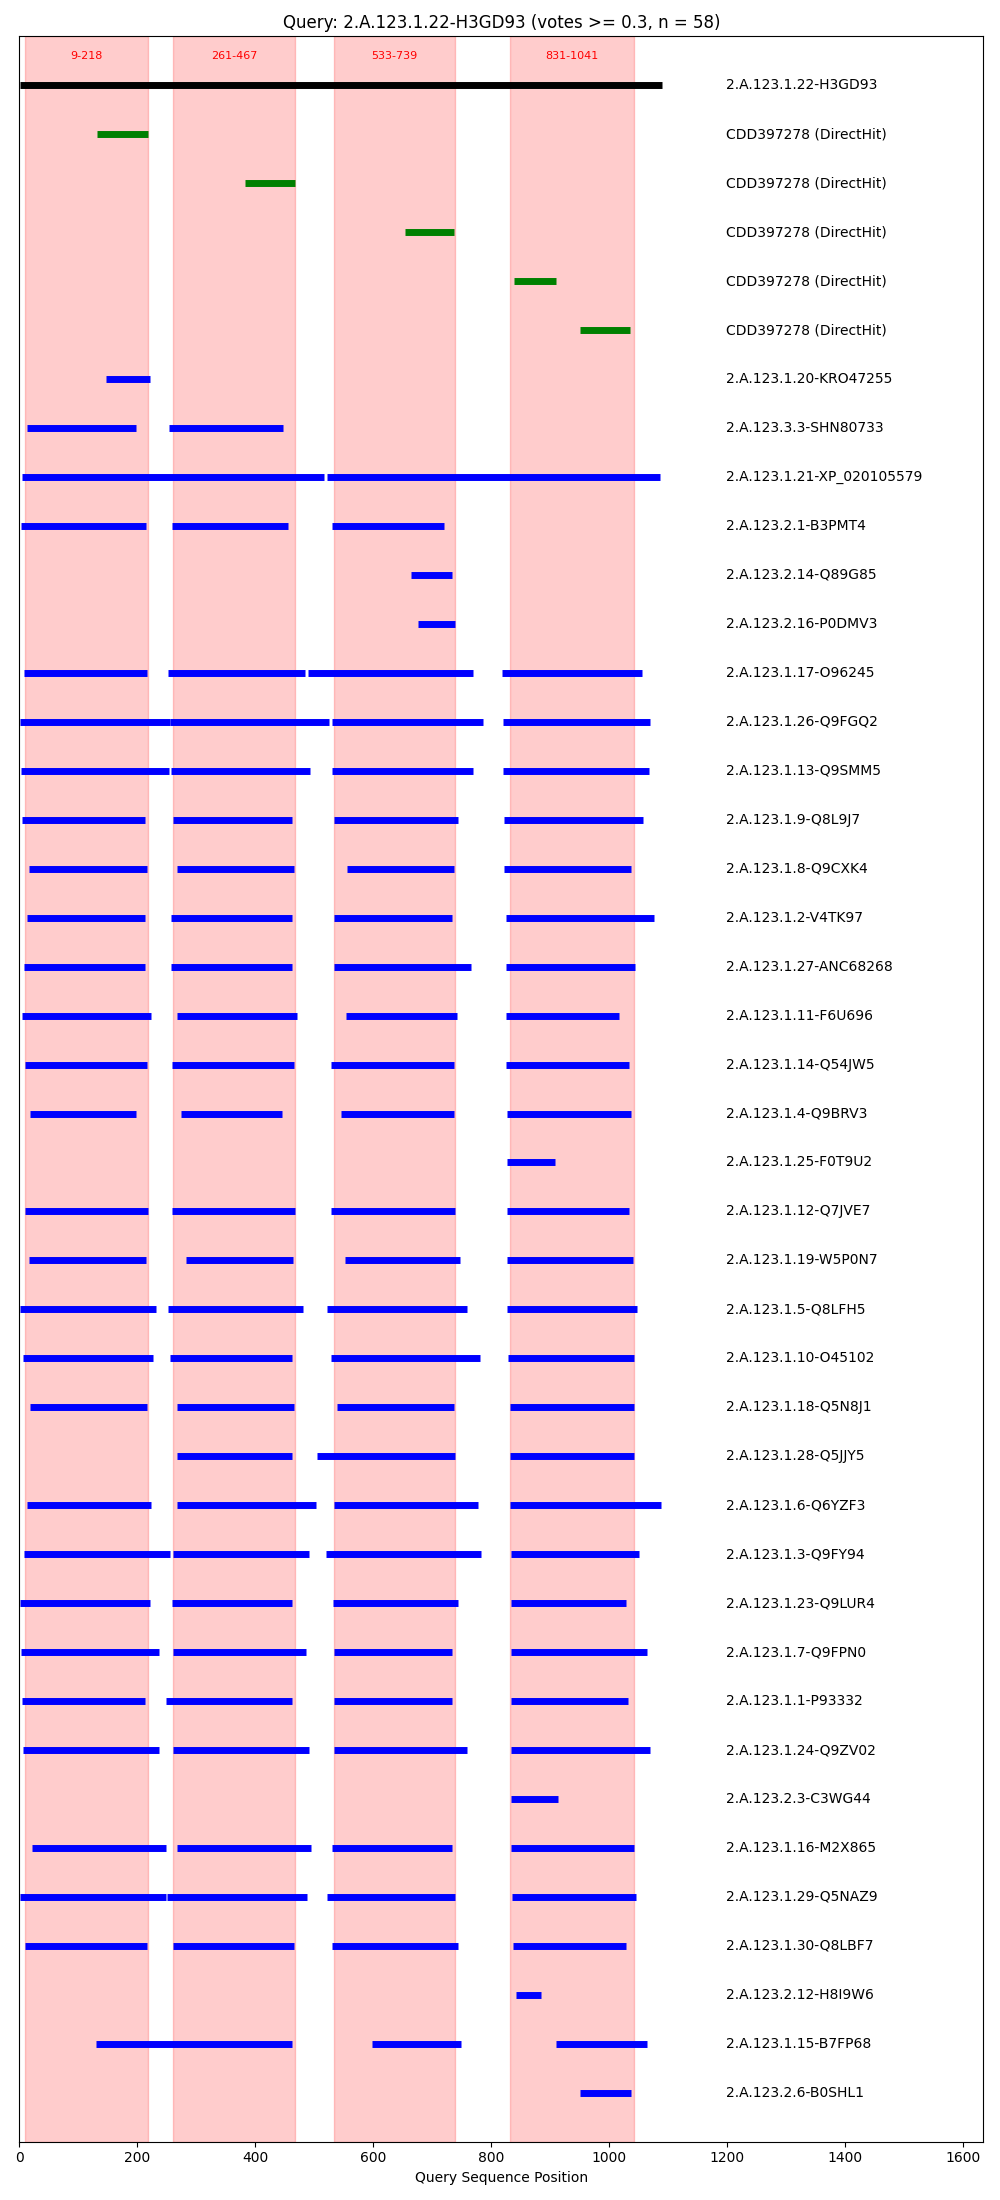 Query: 2.A.123.1.22-H3GD93 (votes >= 0.3, n = 58)
9-218 261-467 533-739 831-1041
2.A.123.1.22-H3GD93
CDD397278 (DirectHit)
CDD397278 (DirectHit)
CDD397278 (DirectHit)
CDD397278 (DirectHit)
CDD397278 (DirectHit)
2.A.123.1.20-KRO47255
2.A.123.3.3-SHN80733
2.A.123.1.21-XP_020105579
2.A.123.2.1-B3PMT4
2.A.123.2.14-Q89G85
2.A.123.2.16-P0DMV3
2.A.123.1.17-O96245
2.A.123.1.26-Q9FGQ2
2.A.123.1.13-Q9SMM5
2.A.123.1.9-Q8L9J7
2.A.123.1.8-Q9CXK4
2.A.123.1.2-V4TK97
2.A.123.1.27-ANC68268
2.A.123.1.11-F6U696
2.A.123.1.14-Q54JW5
2.A.123.1.4-Q9BRV3
2.A.123.1.25-F0T9U2
2.A.123.1.12-Q7JVE7
2.A.123.1.19-W5P0N7
2.A.123.1.5-Q8LFH5
2.A.123.1.10-O45102
2.A.123.1.18-Q5N8J1
2.A.123.1.28-Q5JJY5
2.A.123.1.6-Q6YZF3
2.A.123.1.3-Q9FY94
2.A.123.1.23-Q9LUR4
2.A.123.1.7-Q9FPN0
2.A.123.1.1-P93332
2.A.123.1.24-Q9ZV02
2.A.123.2.3-C3WG44
2.A.123.1.16-M2X865
2.A.123.1.29-Q5NAZ9
2.A.123.1.30-Q8LBF7
2.A.123.2.12-H8I9W6
2.A.123.1.15-B7FP68
2.A.123.2.6-B0SHL1
0 200 400 600 800 1000 1200 1400 1600
Query Sequence Position